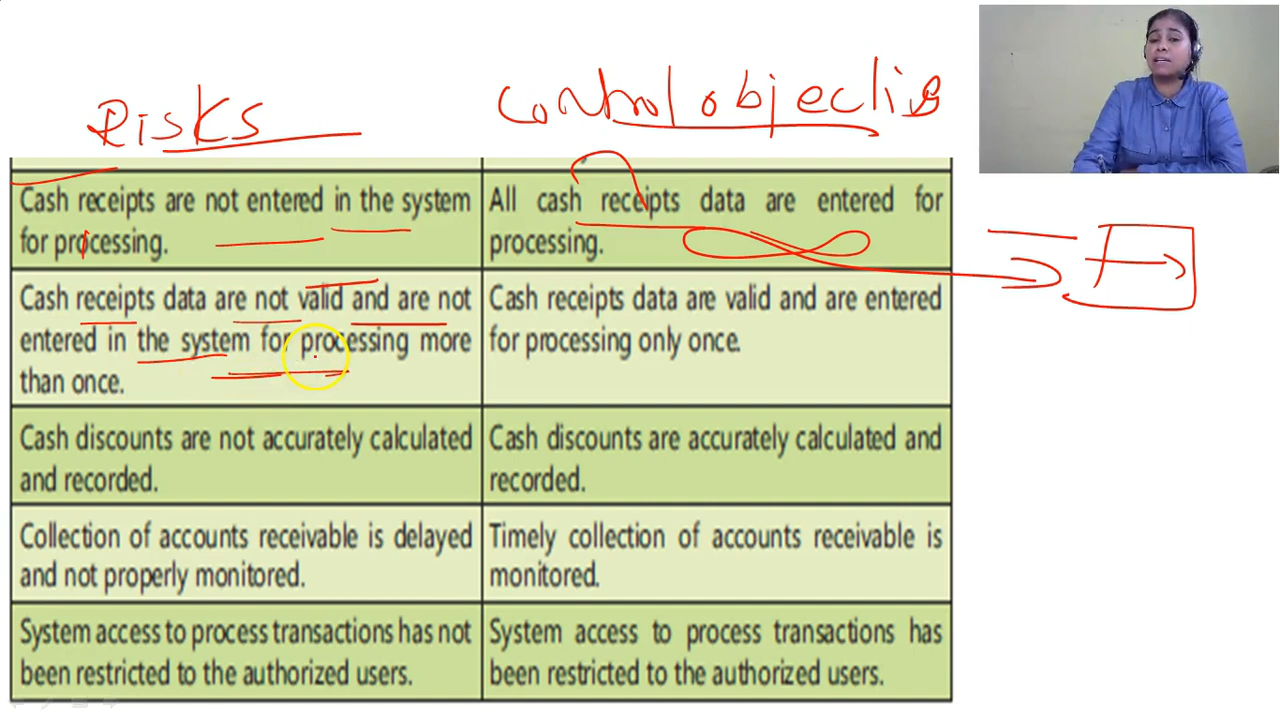 Risks
Control objectives
Cash receipts are not entered in the system
for processing.
All cash receipts data are entered for
processing.
Cash receipts data are not valid and are not
entered in the system for processing more
than once.
Cash receipts data are valid and are entered
for processing only once.
Cash discounts are not accurately calculated
and recorded.
Cash discounts are accurately calculated and
recorded.
Collection of accounts receivable is delayed
and not properly monitored.
Timely collection of accounts receivable is
monitored.
System access to process transactions has not
been restricted to the authorized users.
System access to process transactions has
been restricted to the authorized users.